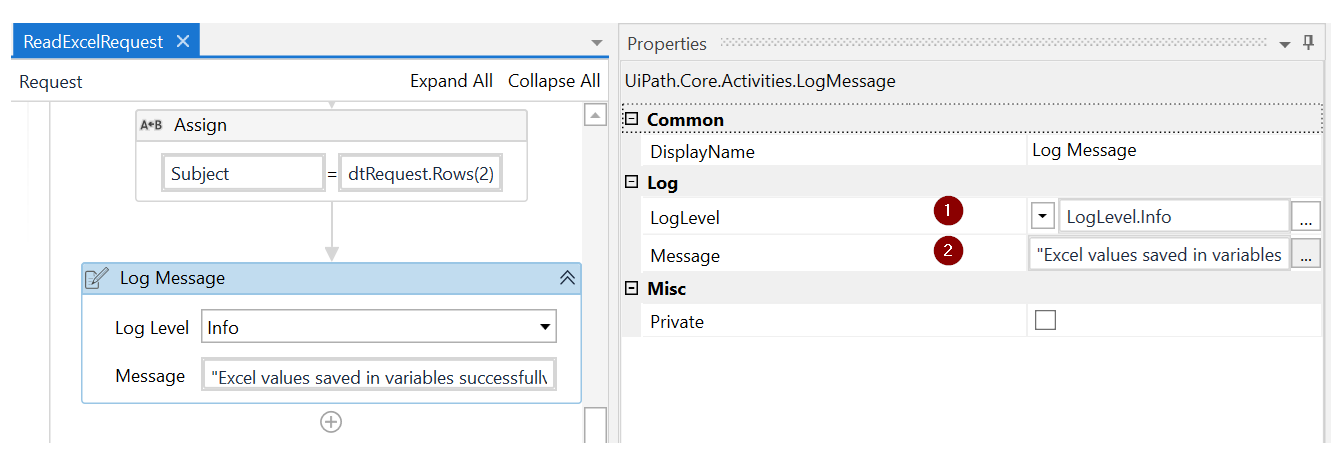 ReadExcelRequest
Request Expand All Collapse All
A←B Assign
Subject = dtRequest.Rows(2)
Log Message
Log Level Info
Message "Excel values saved in variables successfully
Properties
UiPath.Core.Activities.LogMessage
Common
DisplayName Log Message
Log
LogLevel 1 LogLevel.Info ...
Message 2 "Excel values saved in variables ...
Misc
Private